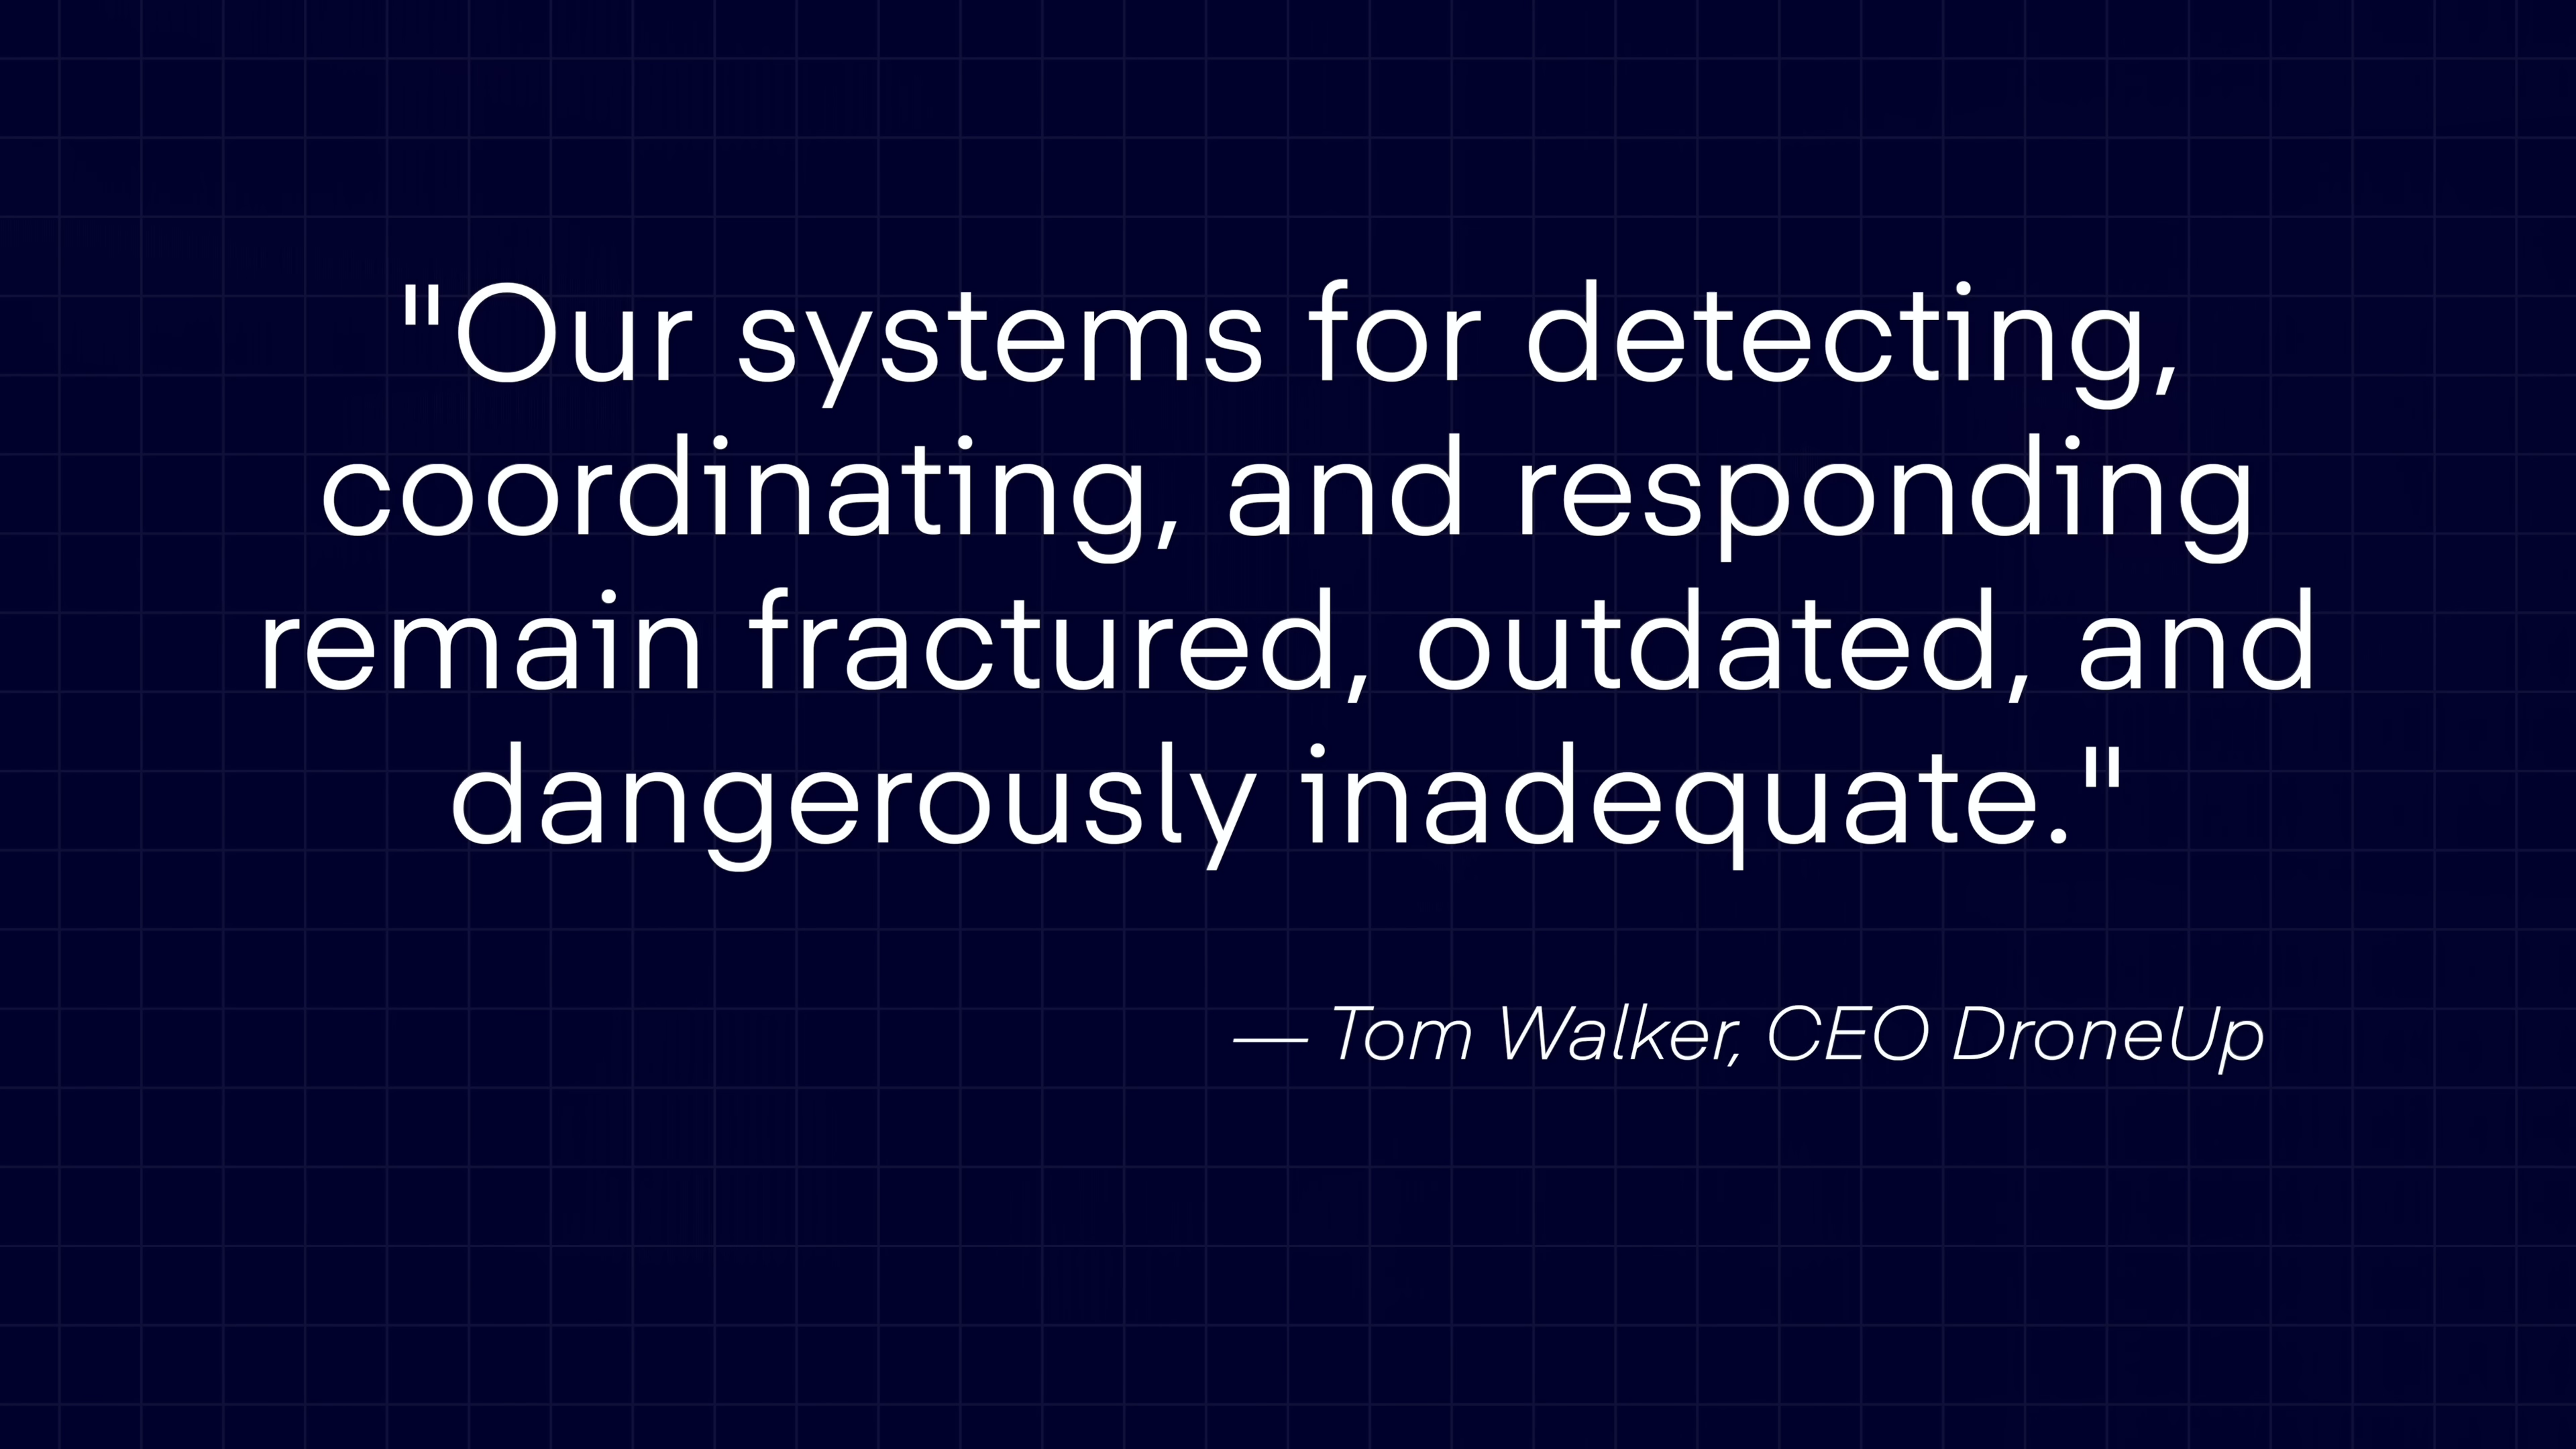 "Our systems for detecting,
coordinating, and responding
remain fractured, outdated, and
dangerously inadequate."
— Tom Walker, CEO DroneUp